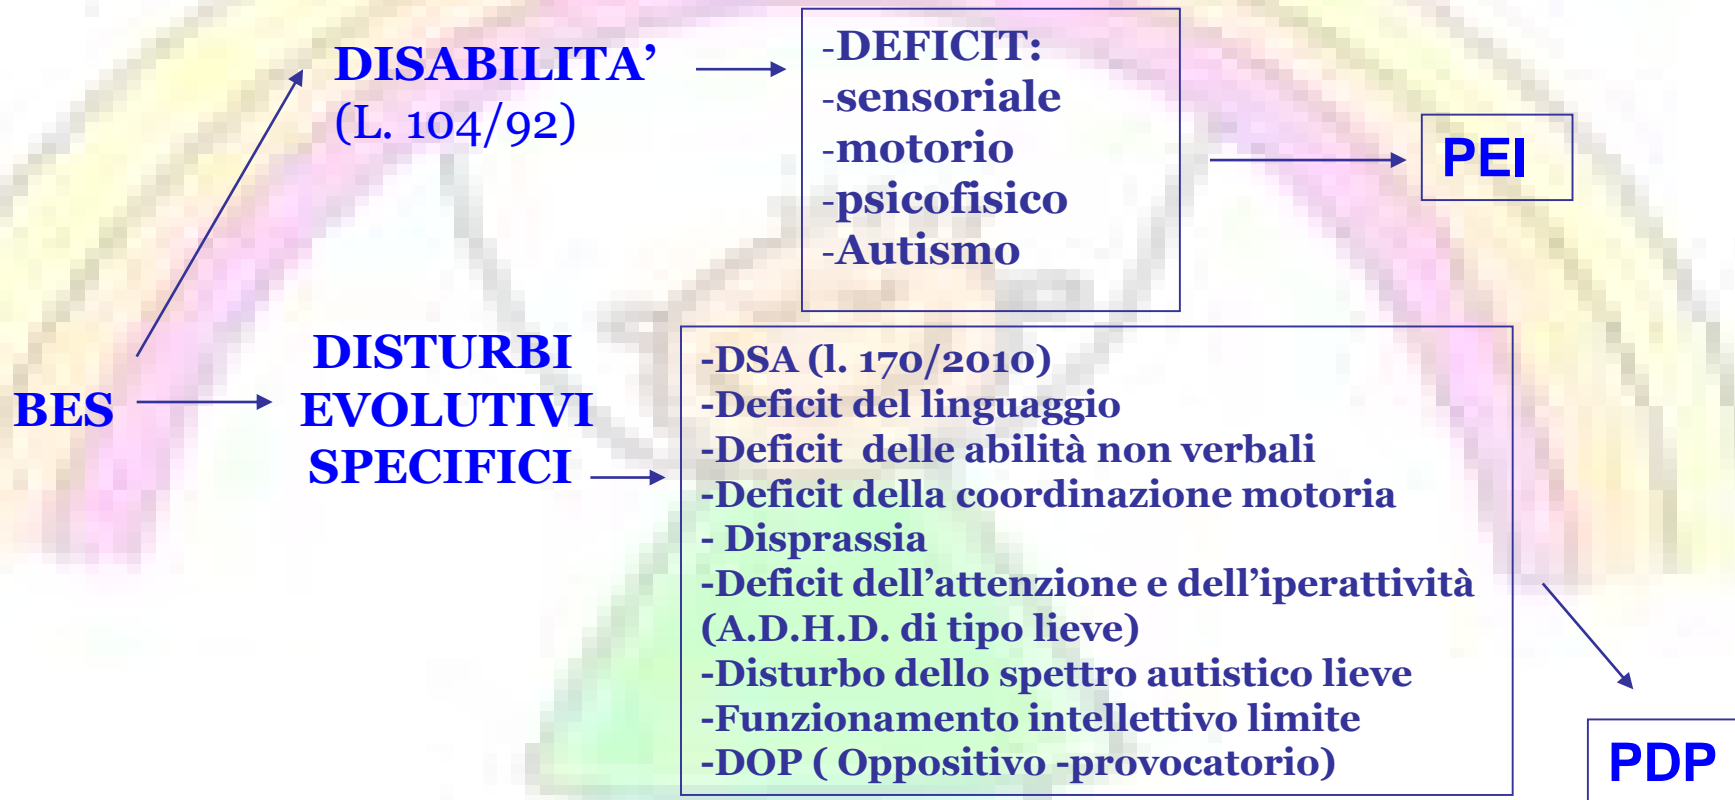 DISABILITA’
(L. 104/92)
-DEFICIT:
-sensoriale
-motorio
-psicofisico
-Autismo
PEI
BES
DISTURBI
EVOLUTIVI
SPECIFICI
-DSA (l. 170/2010)
-Deficit del linguaggio
-Deficit delle abilità non verbali
-Deficit della coordinazione motoria
- Disprassia
-Deficit dell’attenzione e dell’iperattività
(A.D.H.D. di tipo lieve)
-Disturbo dello spettro autistico lieve
-Funzionamento intellettivo limite
-DOP ( Oppositivo -provocatorio)
PDP